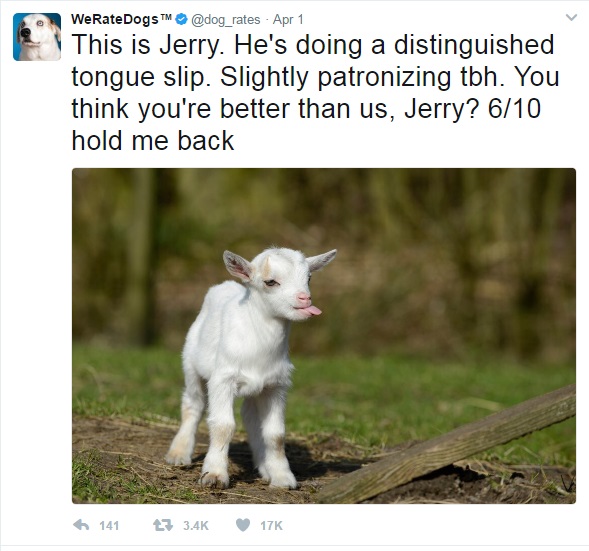 WeRateDogs™ @dog_rates · Apr 1
This is Jerry. He's doing a distinguished
tongue slip. Slightly patronizing tbh. You
think you're better than us, Jerry? 6/10
hold me back
141 3.4K 17K